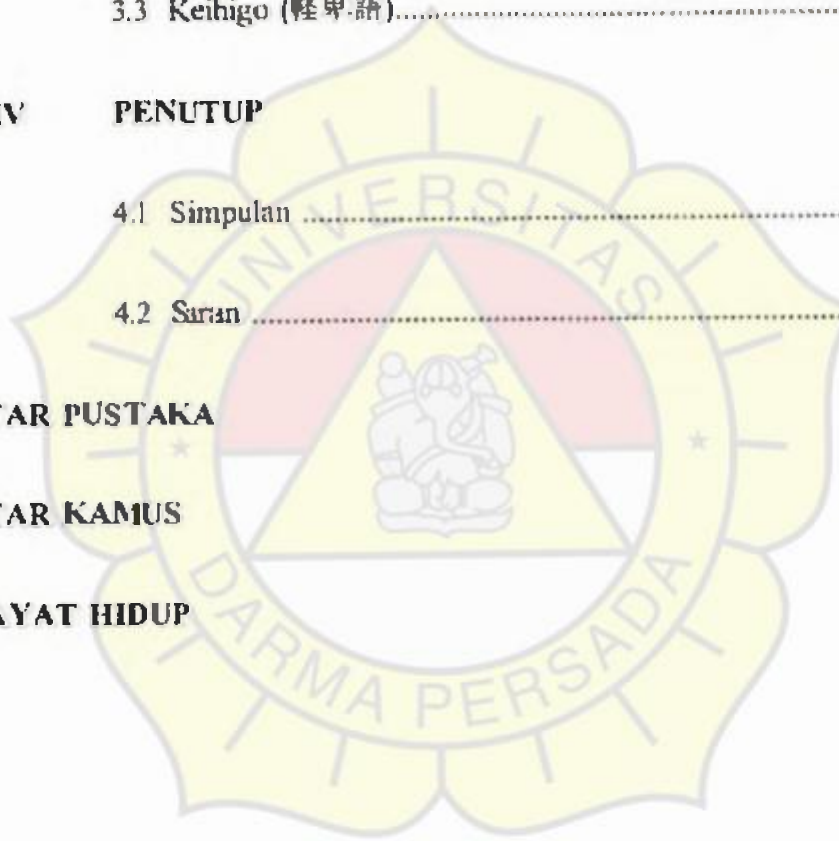 3.3 Keihigo (軽卑語)
IV PENUTUP
4.1 Simpulan
4.2 Saran
TAR PUSTAKA
TAR KAMUS
AYAT HIDUP
UNIVERSITAS
DARMA PERSADA